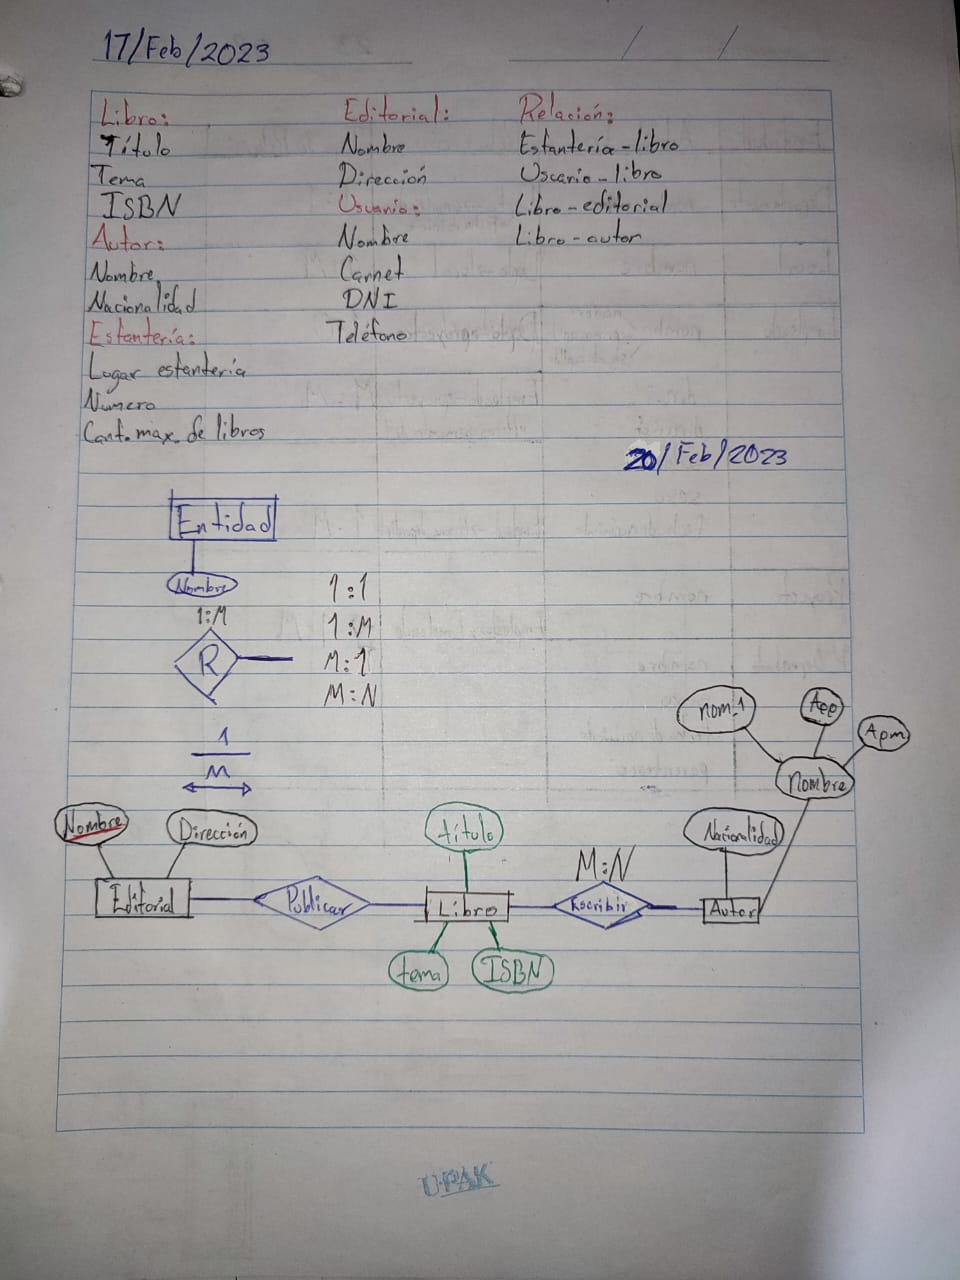 17/Feb/2023
Libro:
Título
Tema
ISBN
Autor:
Nombre
Nacionalidad
Estantería:
Lugar estantería
Número
Cant. max. de libros
Editorial:
Nombre
Dirección
Usuario:
Nombre
Carnet
DNI
Teléfono
Relación:
Estantería-libro
Usuario-libro
Libro-editorial
Libro-autor
20/Feb/2023
Entidad
Nombre
1:M
R
1:1
1:M
M:1
M:N
1
M
nom.1
App
Apm
nombre
Nombre
Dirección
título
Nacionalidad
M:N
Editorial
Publicar
Libro
Escribir
Autor
tema
ISBN
UPAK